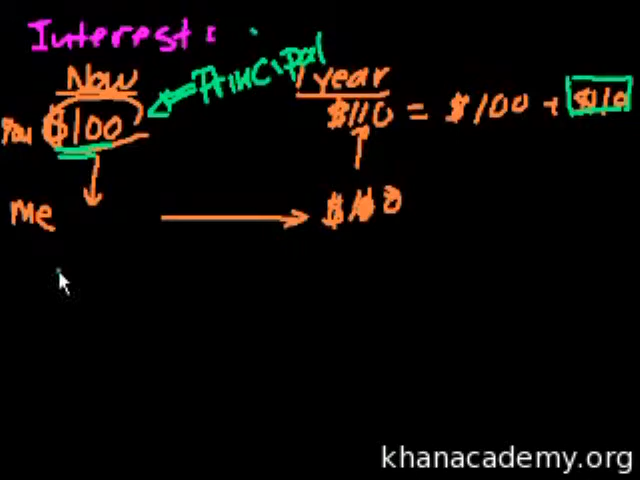 Interest:
Now Principal 1 year
You $100 $110 = $100 + $10
Me
khanacademy.org